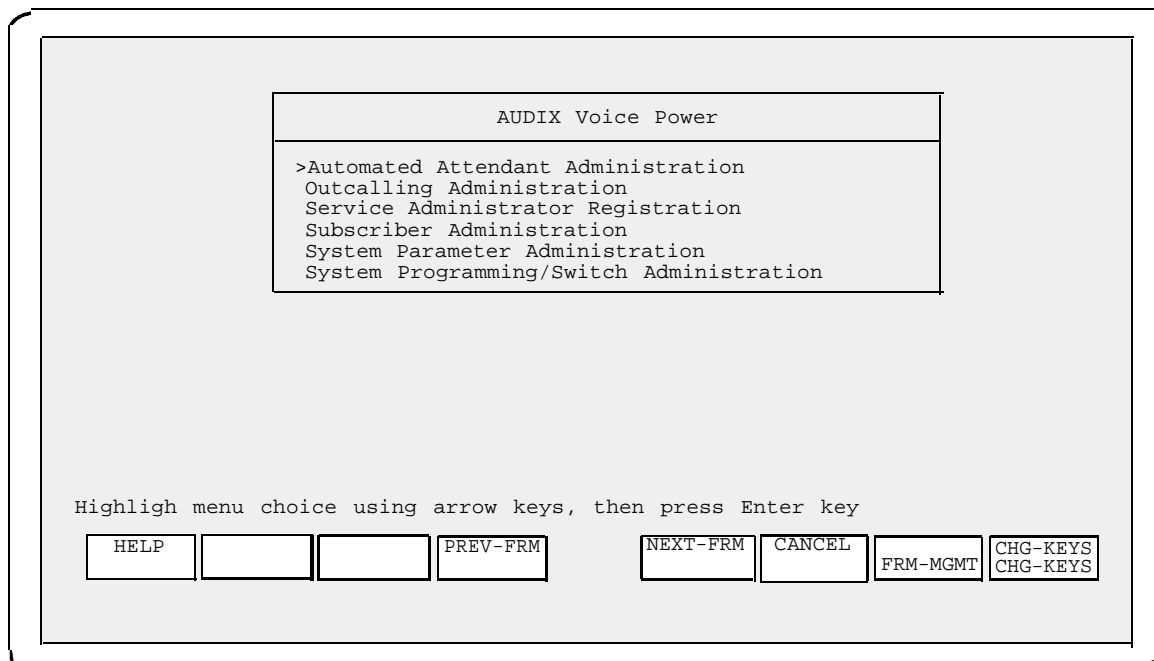 AUDIX Voice Power
>Automated Attendant Administration
Outcalling Administration
Service Administrator Registration
Subscriber Administration
System Parameter Administration
System Programming/Switch Administration
Highligh menu choice using arrow keys, then press Enter key
HELP PREV-FRM NEXT-FRM CANCEL FRM-MGMT CHG-KEYS
CHG-KEYS